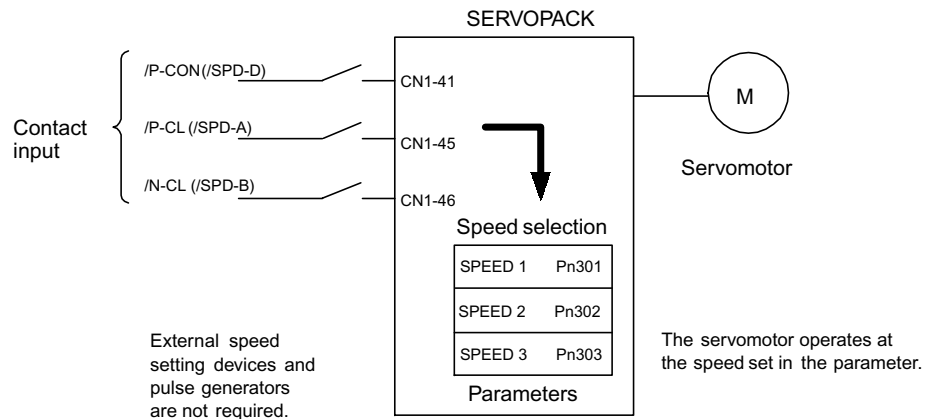 SERVOPACK
/P-CON(/SPD-D)
CN1-41
M
Contact
input
/P-CL (/SPD-A)
CN1-45
Servomotor
/N-CL (/SPD-B)
CN1-46
Speed selection
SPEED 1 Pn301
SPEED 2 Pn302
SPEED 3 Pn303
Parameters
External speed
setting devices and
pulse generators
are not required.
The servomotor operates at
the speed set in the parameter.